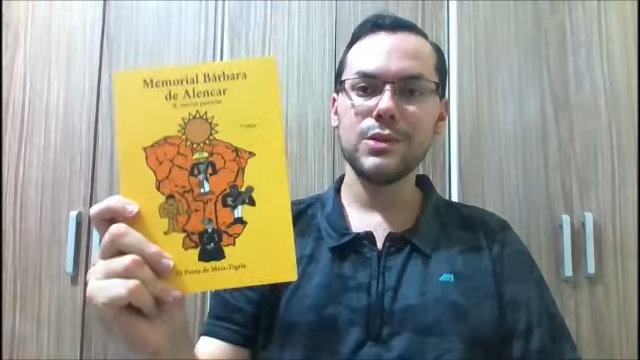 Memorial Bárbara
de Alencar
& outros poemas
O Poeta de Meia-Tigela